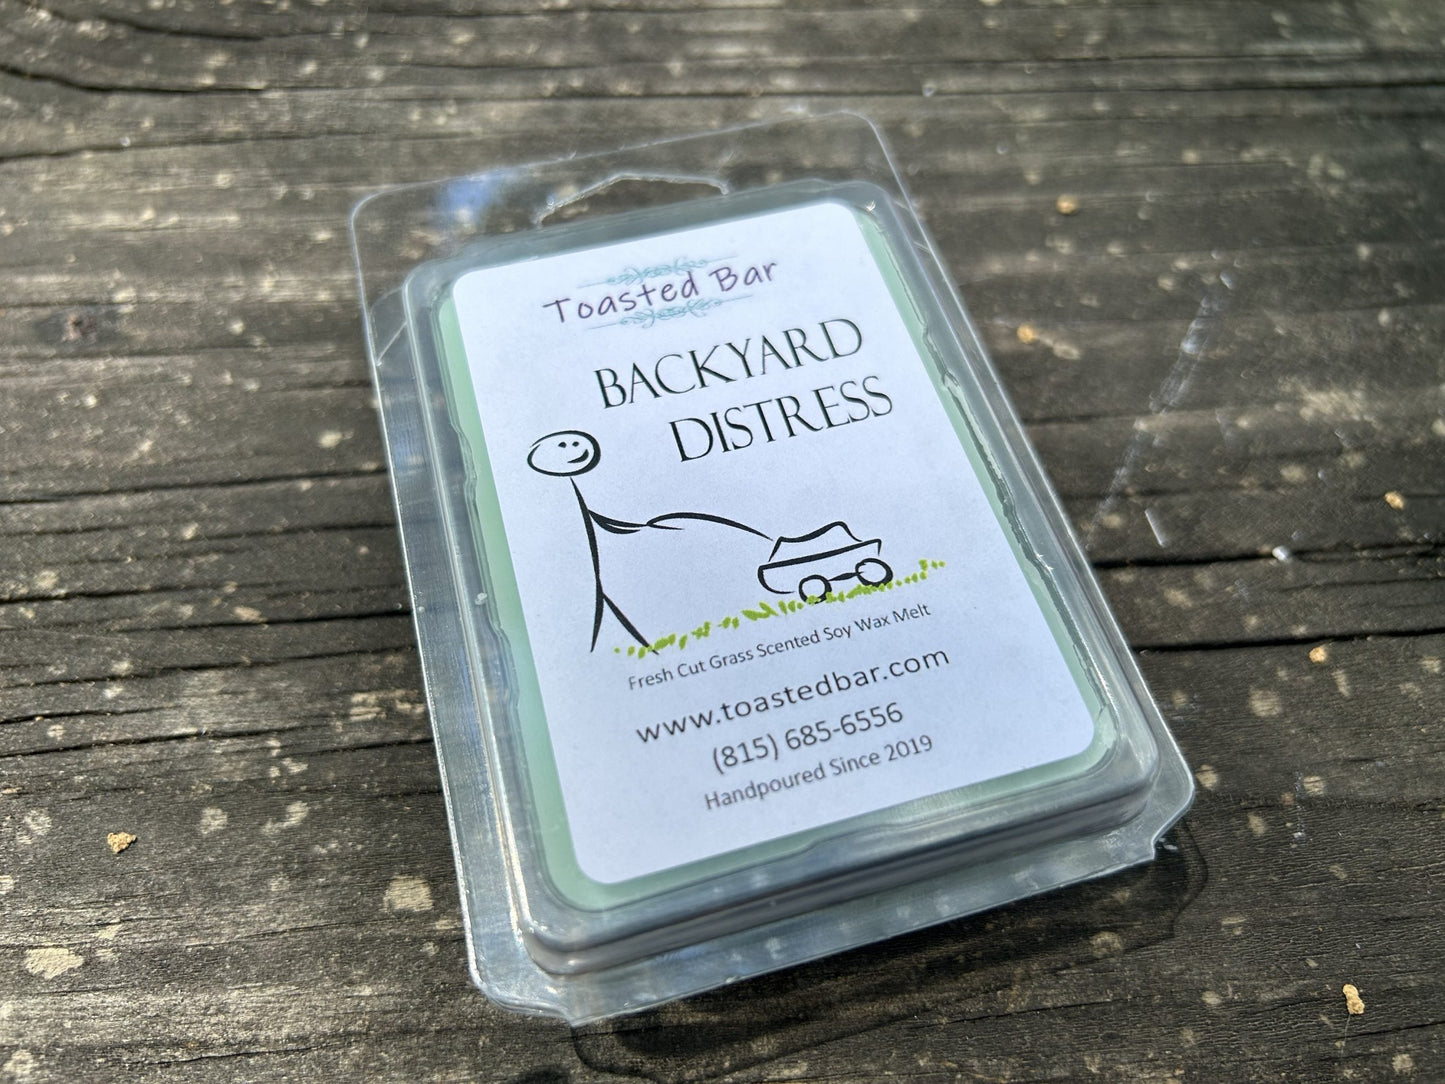 Toasted Bar
BACKYARD
DISTRESS
Fresh Cut Grass Scented Soy Wax Melt
www.toastedbar.com
(815) 685-6556
Handpoured Since 2019